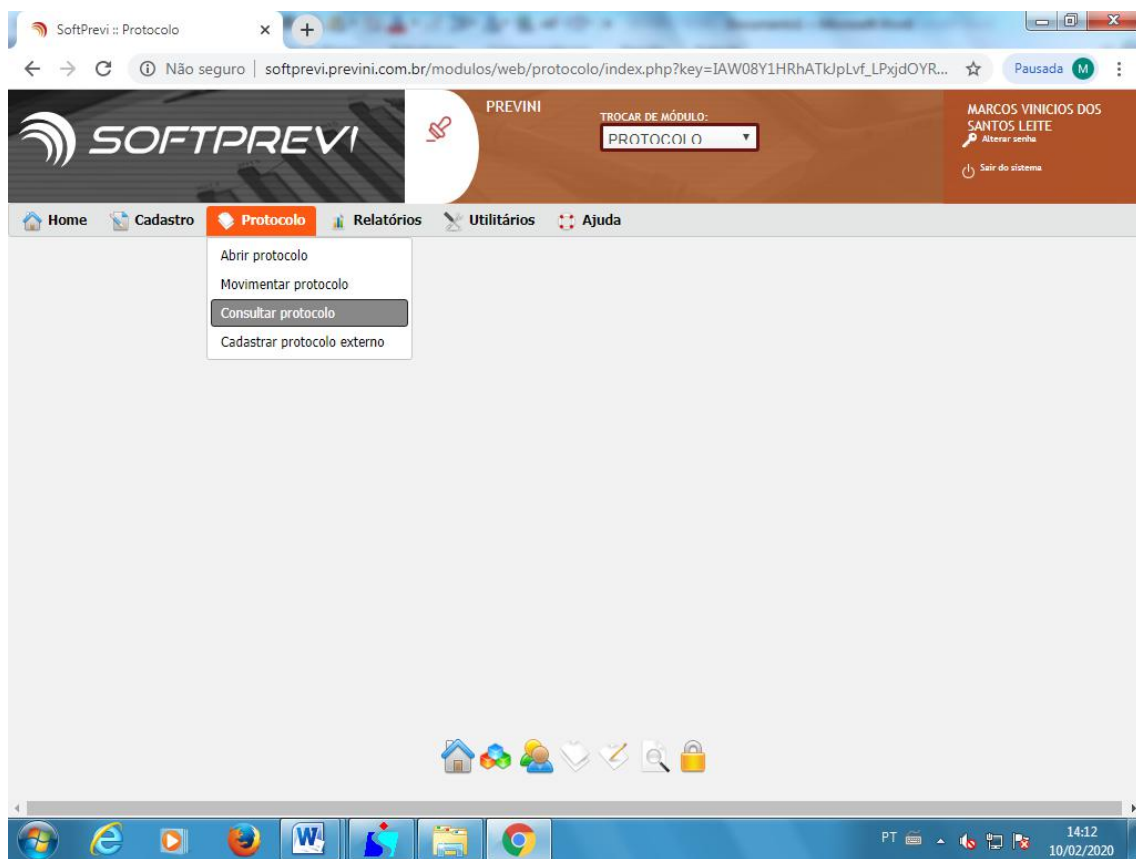 SoftPrevi :: Protocolo
Não seguro | softprevi.previni.com.br/modulos/web/protocolo/index.php?key=IAW08Y1HRhATkJpLvf_LPxjdOYR...
Pausada M
SOFTPREVI
PREVINI
TROCAR DE MÓDULO:
PROTOCOLO
MARCOS VINICIOS DOS
SANTOS LEITE
Alterar senha
Sair do sistema
Home Cadastro Protocolo Relatórios Utilitários Ajuda
Abrir protocolo
Movimentar protocolo
Consultar protocolo
Cadastrar protocolo externo
PT
14:12
10/02/2020